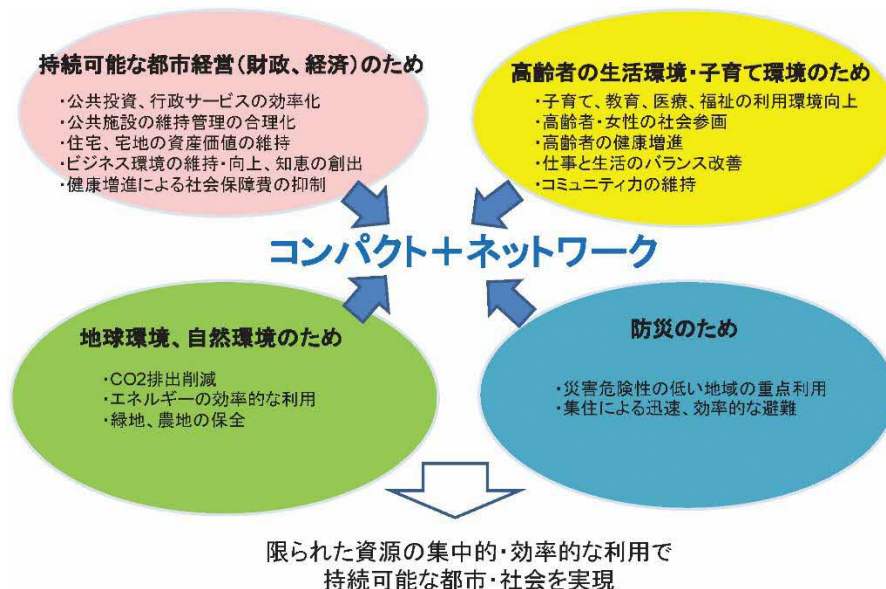 持続可能な都市経営(財政、経済)のため
・公共投資、行政サービスの効率化
・公共施設の維持管理の合理化
・住宅、宅地の資産価値の維持
・ビジネス環境の維持・向上、知恵の創出
・健康増進による社会保障費の抑制
高齢者の生活環境・子育て環境のため
・子育て、教育、医療、福祉の利用環境向上
・高齢者・女性の社会参画
・高齢者の健康増進
・仕事と生活のバランス改善
・コミュニティ力の維持
コンパクト+ネットワーク
地球環境、自然環境のため
・CO2排出削減
・エネルギーの効率的な利用
・緑地、農地の保全
防災のため
・災害危険性の低い地域の重点利用
・集住による迅速、効率的な避難
限られた資源の集中的・効率的な利用で
持続可能な都市・社会を実現